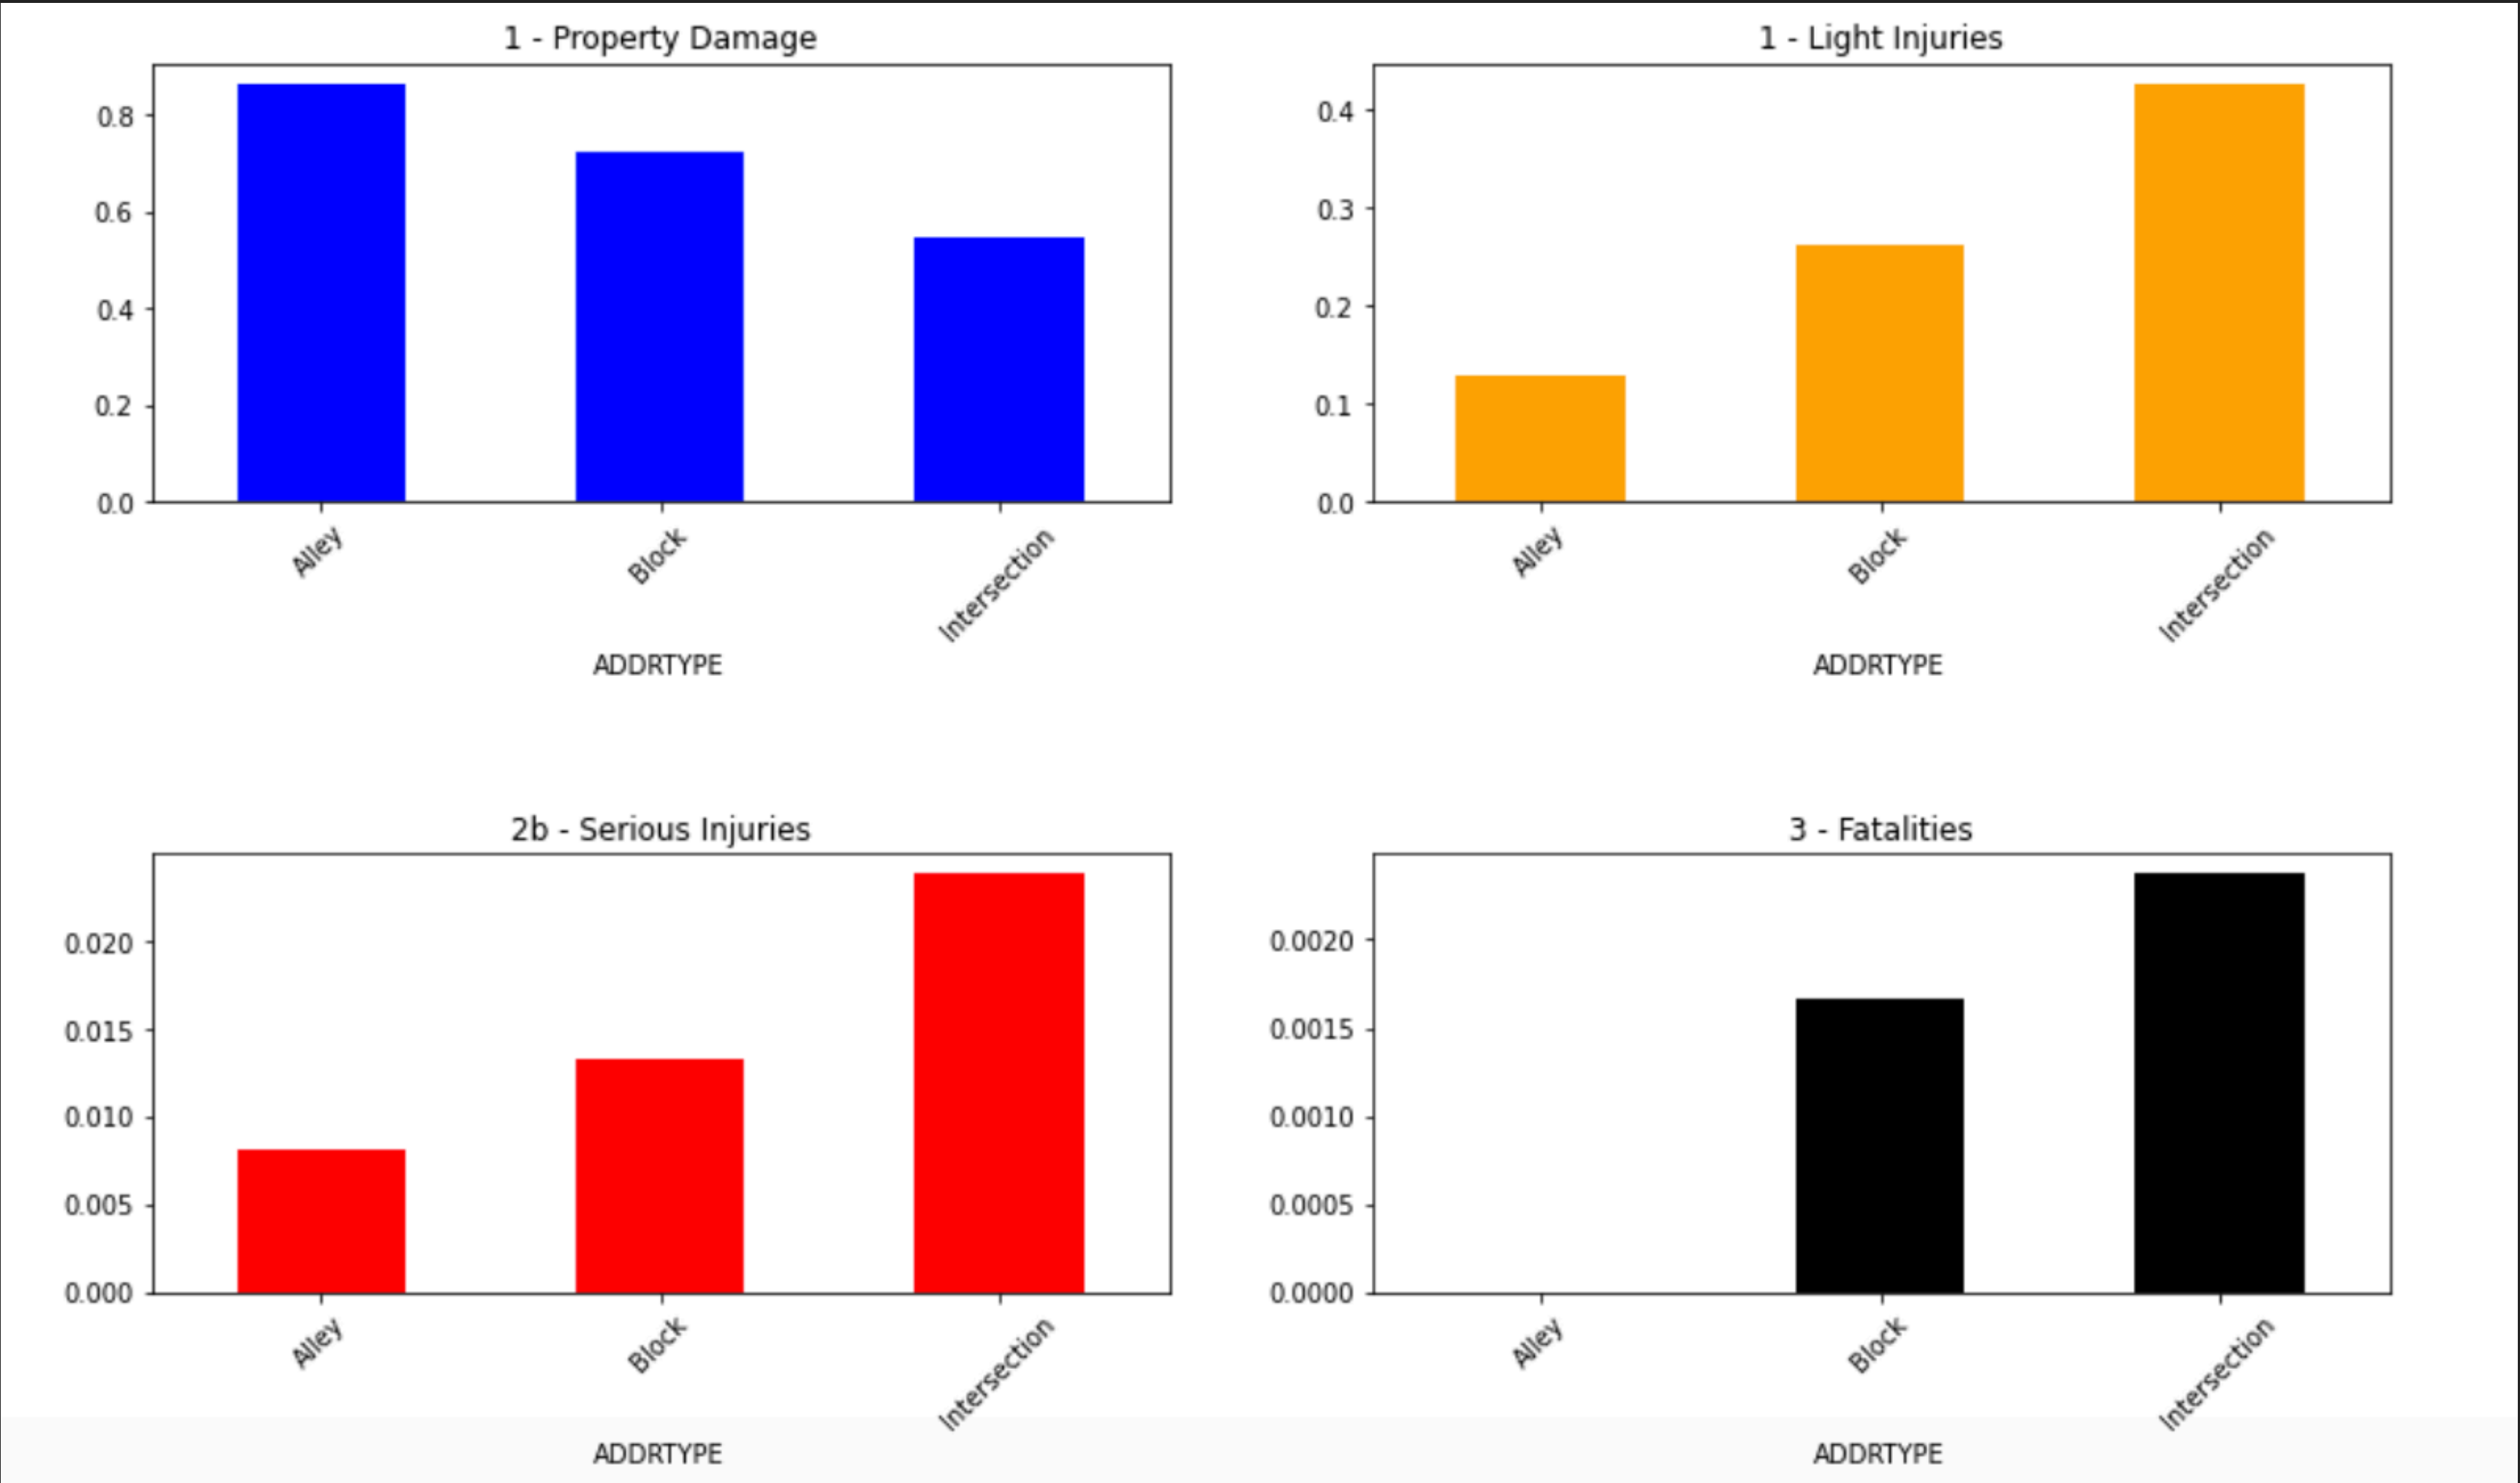 1 - Property Damage
0.8
0.6
0.4
0.2
0.0
Alley
Block
Intersection
ADDRTYPE
1 - Light Injuries
0.4
0.3
0.2
0.1
0.0
Alley
Block
Intersection
ADDRTYPE
2b - Serious Injuries
0.020
0.015
0.010
0.005
0.000
Alley
Block
Intersection
ADDRTYPE
3 - Fatalities
0.0020
0.0015
0.0010
0.0005
0.0000
Alley
Block
Intersection
ADDRTYPE